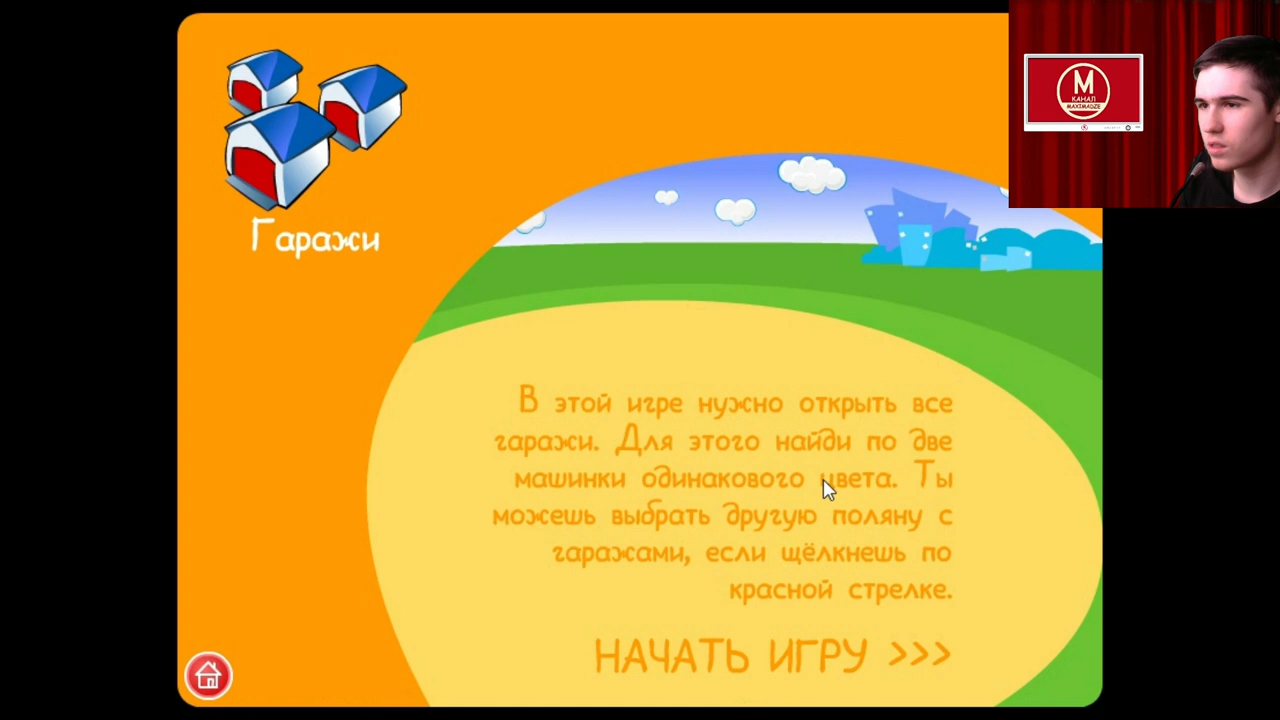 М
КАНАЛ
MAXIMADZE
Гаражи
В этой игре нужно открыть все
гаражи. Для этого найди по две
машинки одинакового цвета. Ты
можешь выбрать другую поляну с
гаражами, если щёлкнешь по
красной стрелке.
НАЧАТЬ ИГРУ >>>